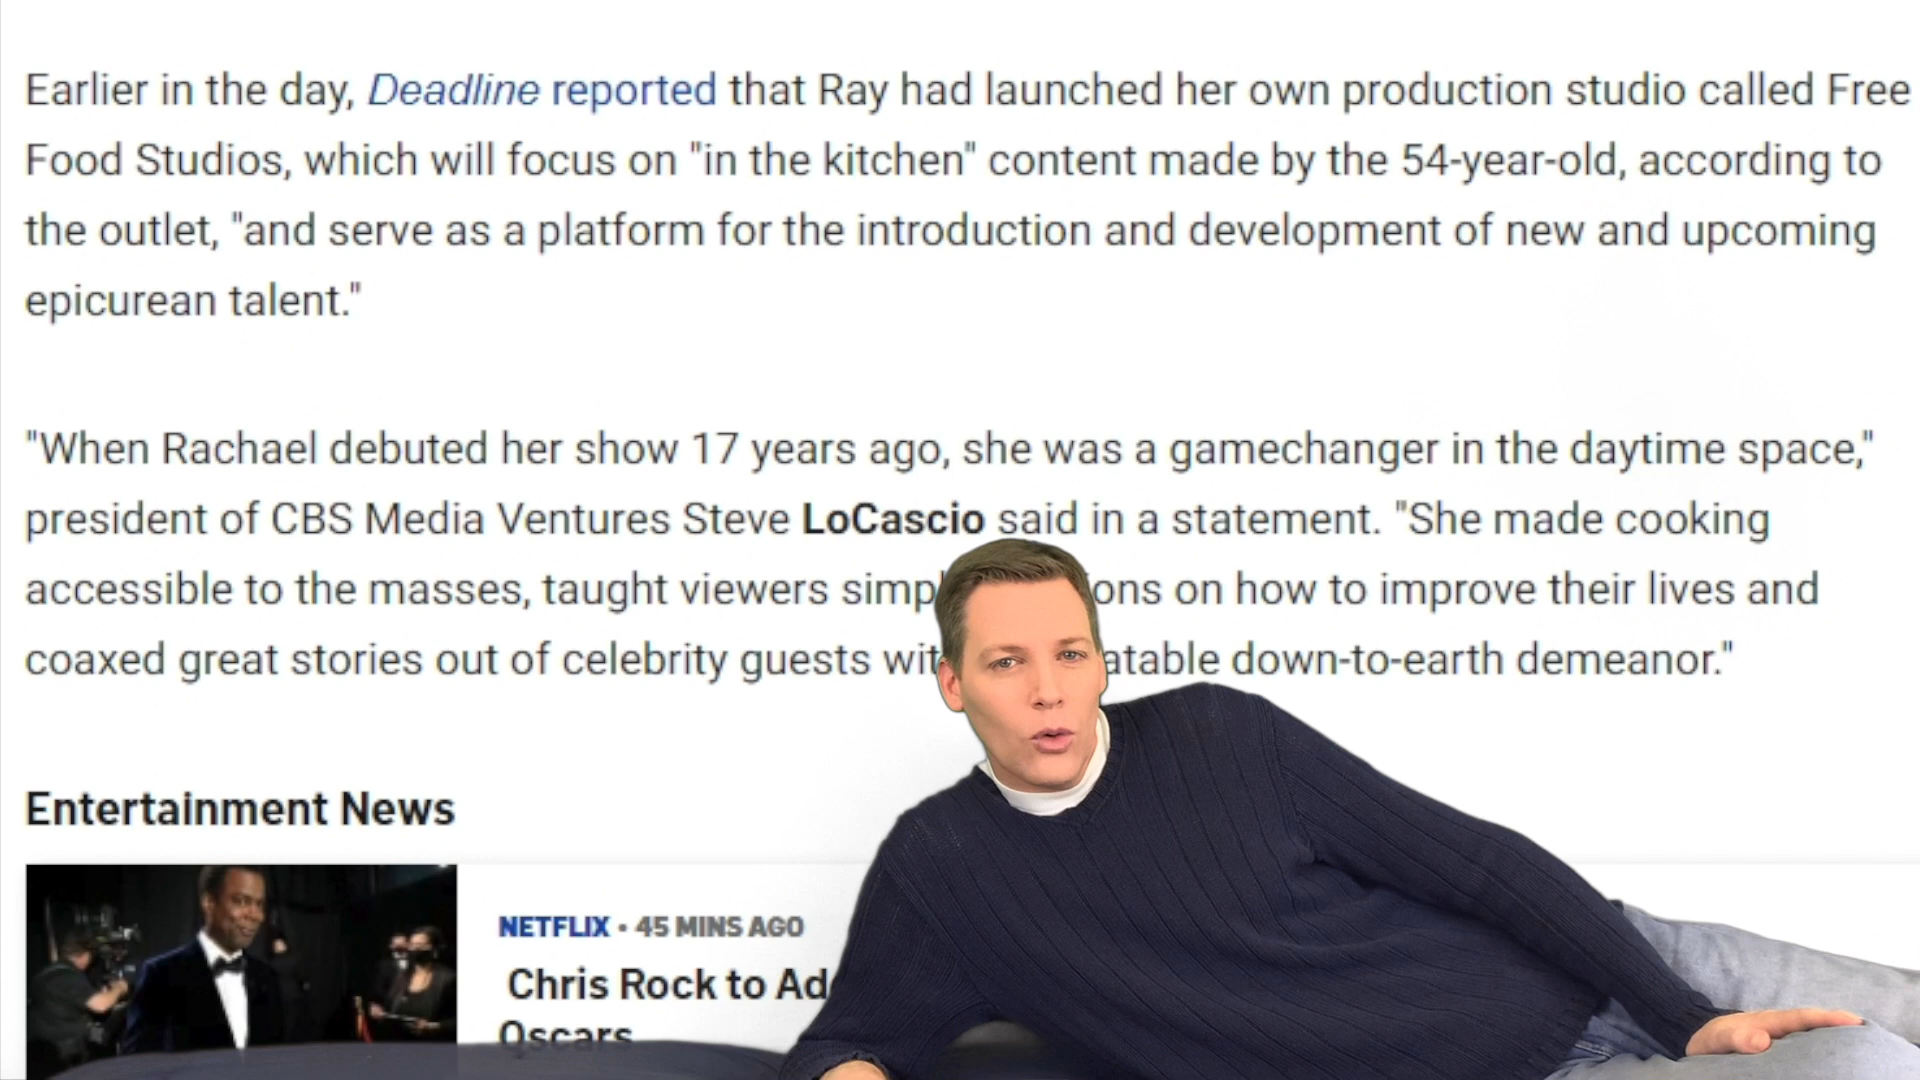 Earlier in the day, Deadline reported that Ray had launched her own production studio called Free
Food Studios, which will focus on "in the kitchen" content made by the 54-year-old, according to
the outlet, "and serve as a platform for the introduction and development of new and upcoming
epicurean talent."
"When Rachael debuted her show 17 years ago, she was a gamechanger in the daytime space,"
president of CBS Media Ventures Steve LoCascio said in a statement. "She made cooking
accessible to the masses, taught viewers on how to improve their lives and
coaxed great stories out of celebrity guests down-to-earth demeanor."
Entertainment News
NETFLIX • 45 MINS AGO
Chris Rock to
Oscars